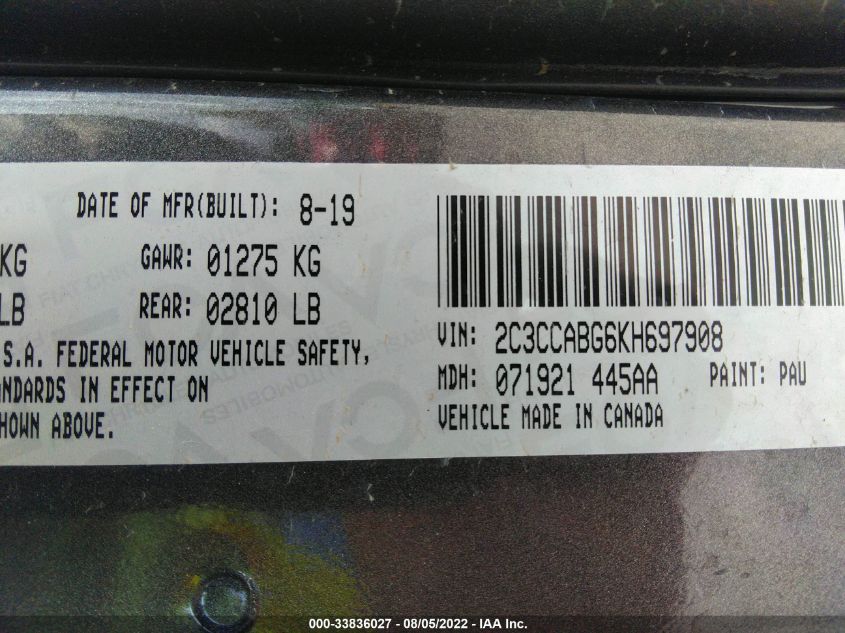 DATE OF MFR(BUILT): 8-19
KG GAWR: 01275 KG
LB REAR: 02810 LB
S.A. FEDERAL MOTOR VEHICLE SAFETY,
NDARDS IN EFFECT ON
HOWN ABOVE.
VIN: 2C3CCABG6KH697908
MDH: 071921 445AA PAINT: PAU
VEHICLE MADE IN CANADA
000-33836027 - 08/05/2022 - IAA Inc.